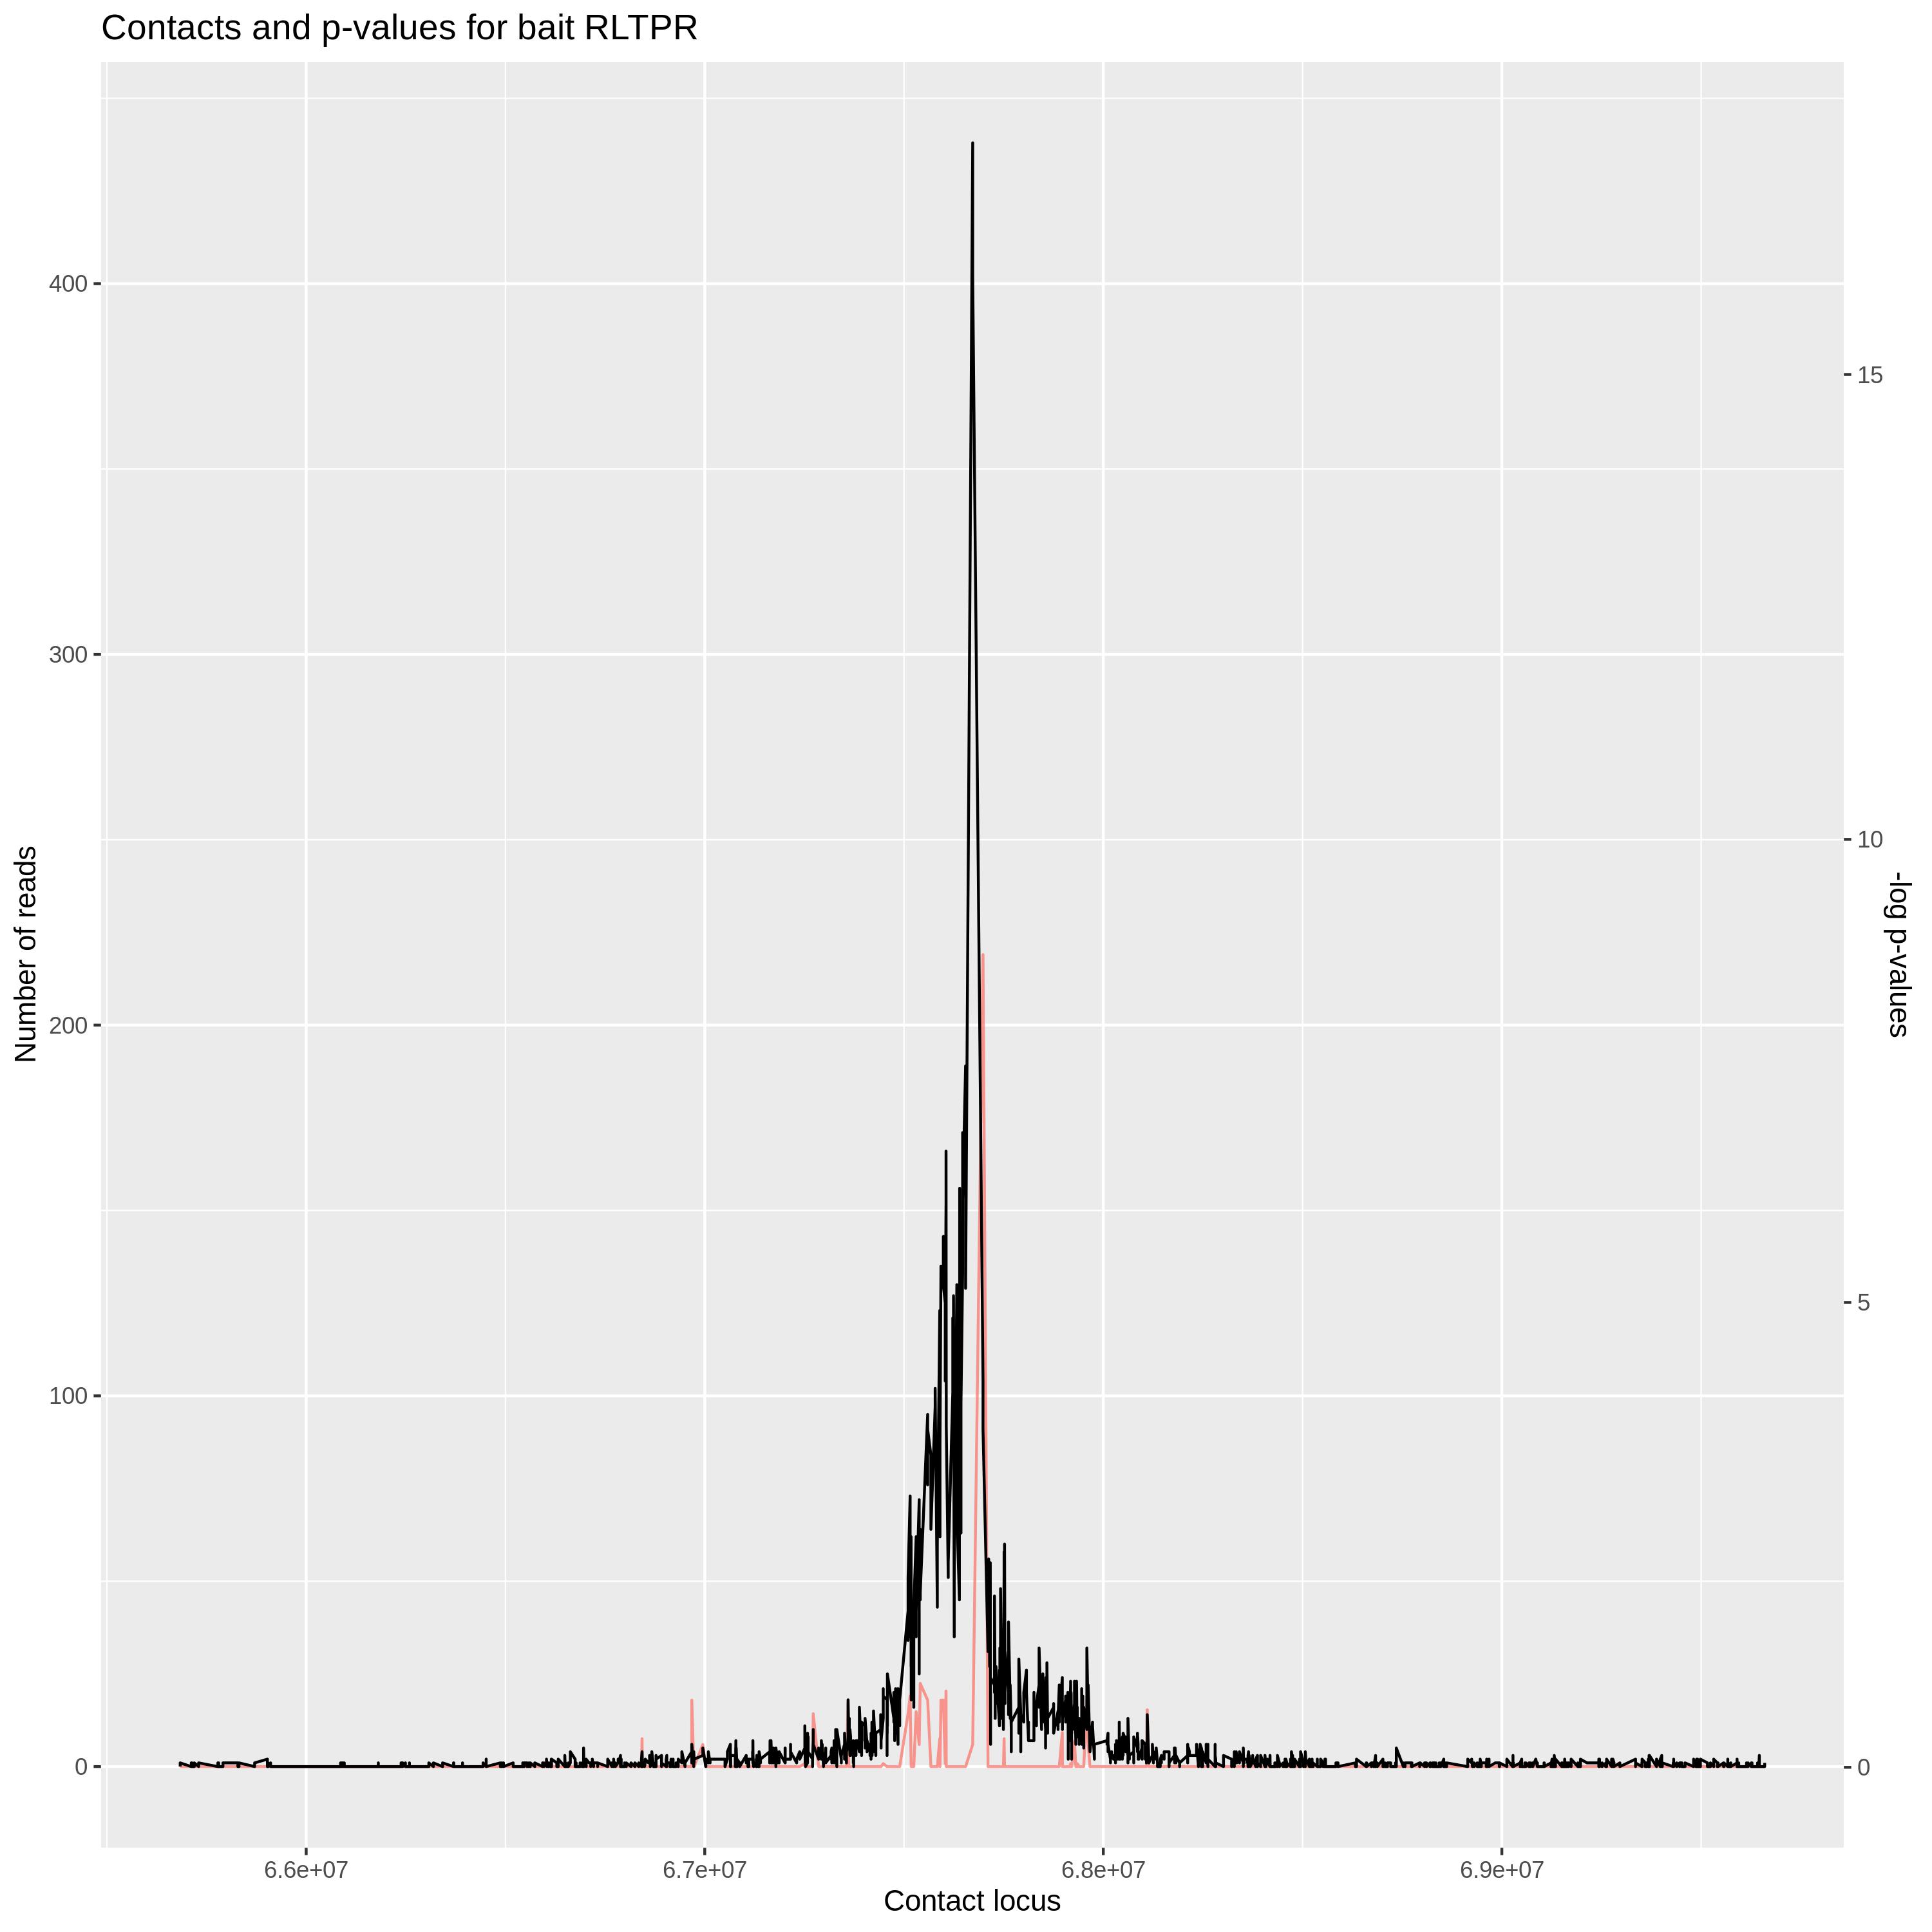 Contacts and p-values for bait RLTPR
400
300
200
100
0
Number of reads
15
10
5
0
-log p-values
6.6e+07
6.7e+07
6.8e+07
6.9e+07
Contact locus